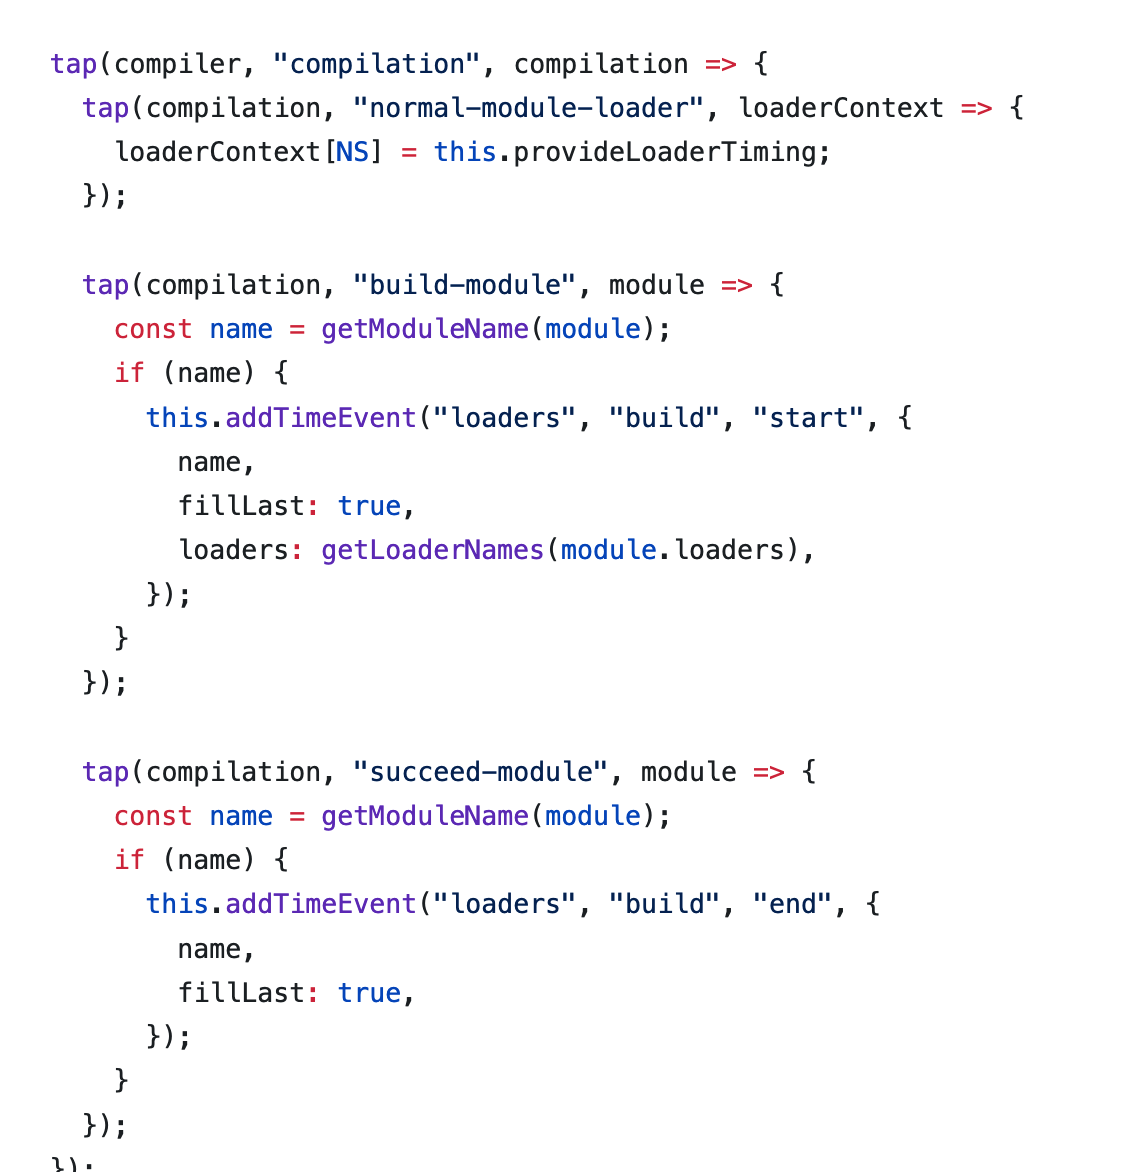 tap(compiler, "compilation", compilation => {
  tap(compilation, "normal-module-loader", loaderContext => {
    loaderContext[NS] = this.provideLoaderTiming;
  });

  tap(compilation, "build-module", module => {
    const name = getModuleName(module);
    if (name) {
      this.addTimeEvent("loaders", "build", "start", {
        name,
        fillLast: true,
        loaders: getLoaderNames(module.loaders),
      });
    }
  });

  tap(compilation, "succeed-module", module => {
    const name = getModuleName(module);
    if (name) {
      this.addTimeEvent("loaders", "build", "end", {
        name,
        fillLast: true,
      });
    }
  });
});